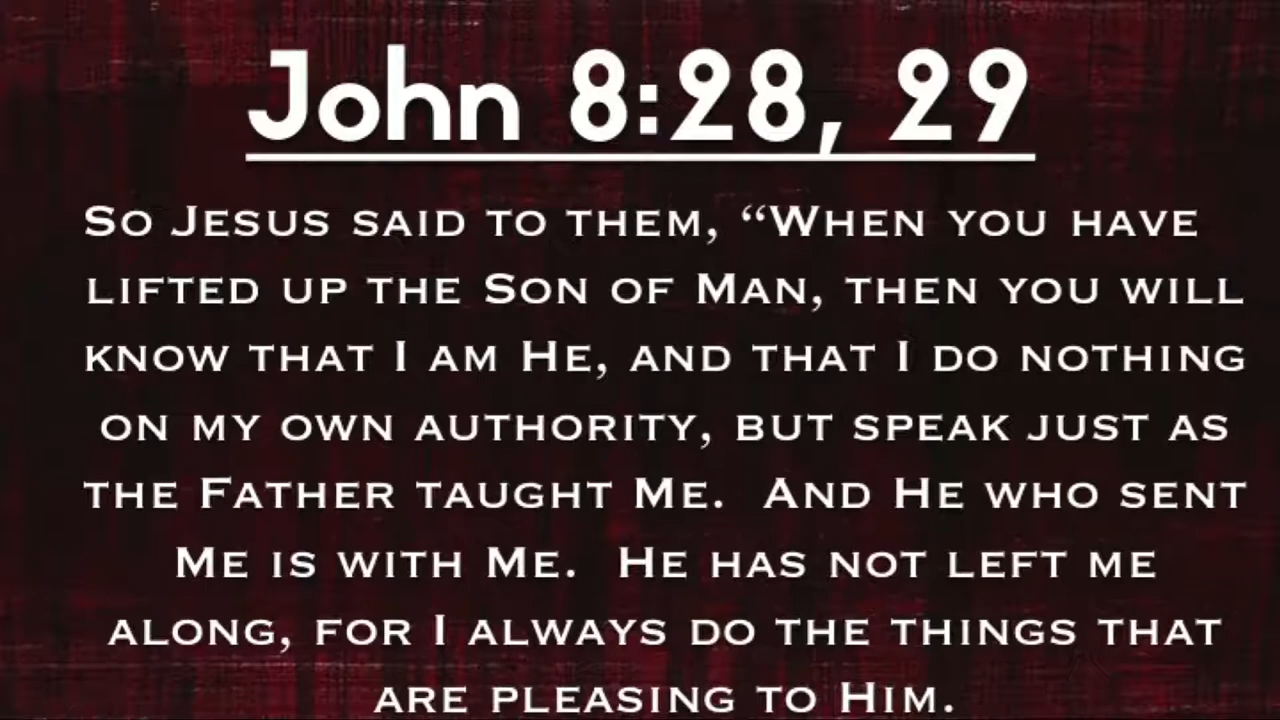 John 8:28, 29
So Jesus said to them, “When you have
lifted up the Son of Man, then you will
know that I am He, and that I do nothing
on my own authority, but speak just as
the Father taught Me. And He who sent
Me is with Me. He has not left me
along, for I always do the things that
are pleasing to Him.